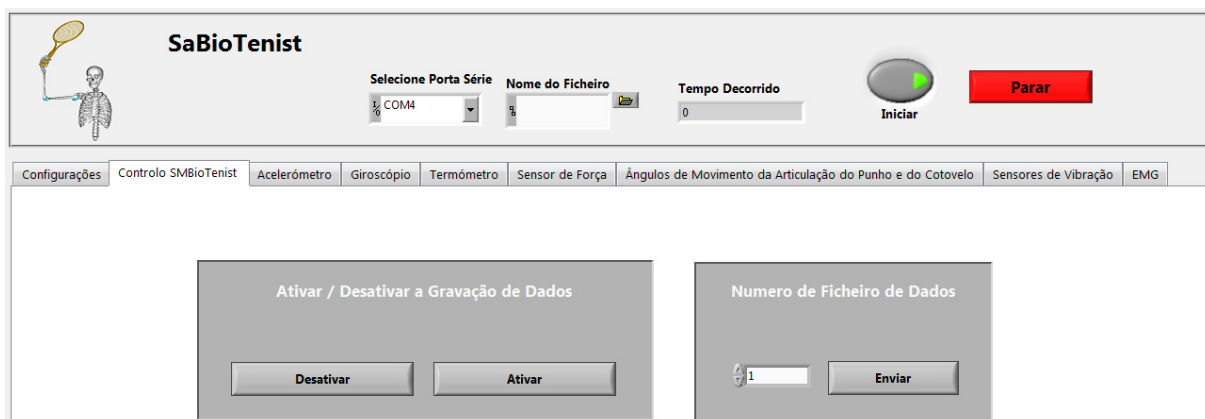 SaBioTenist
Selecione Porta Série
Nome do Ficheiro
Tempo Decorrido
COM4
0
Iniciar
Parar
Configurações
Controlo SMBioTenist
Acelerómetro
Giroscópio
Termómetro
Sensor de Força
Ângulos de Movimento da Articulação do Punho e do Cotovelo
Sensores de Vibração
EMG
Ativar / Desativar a Gravação de Dados
Desativar
Ativar
Numero de Ficheiro de Dados
1
Enviar